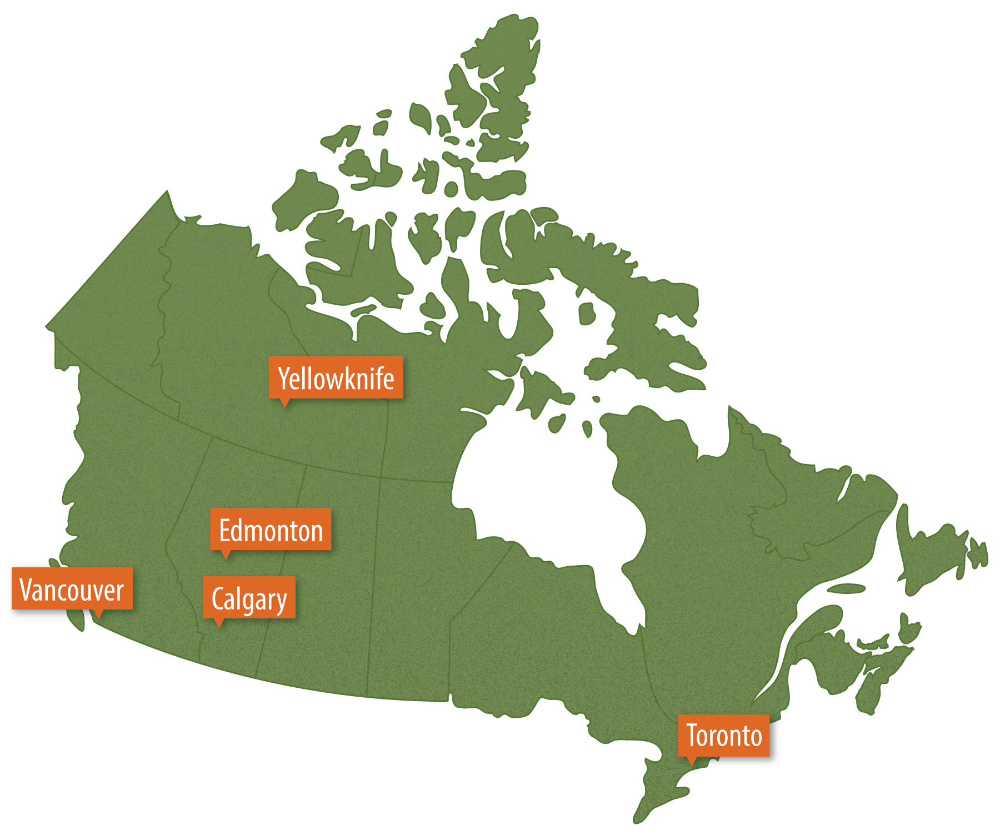 Yellowknife
Edmonton
Vancouver
Calgary
Toronto